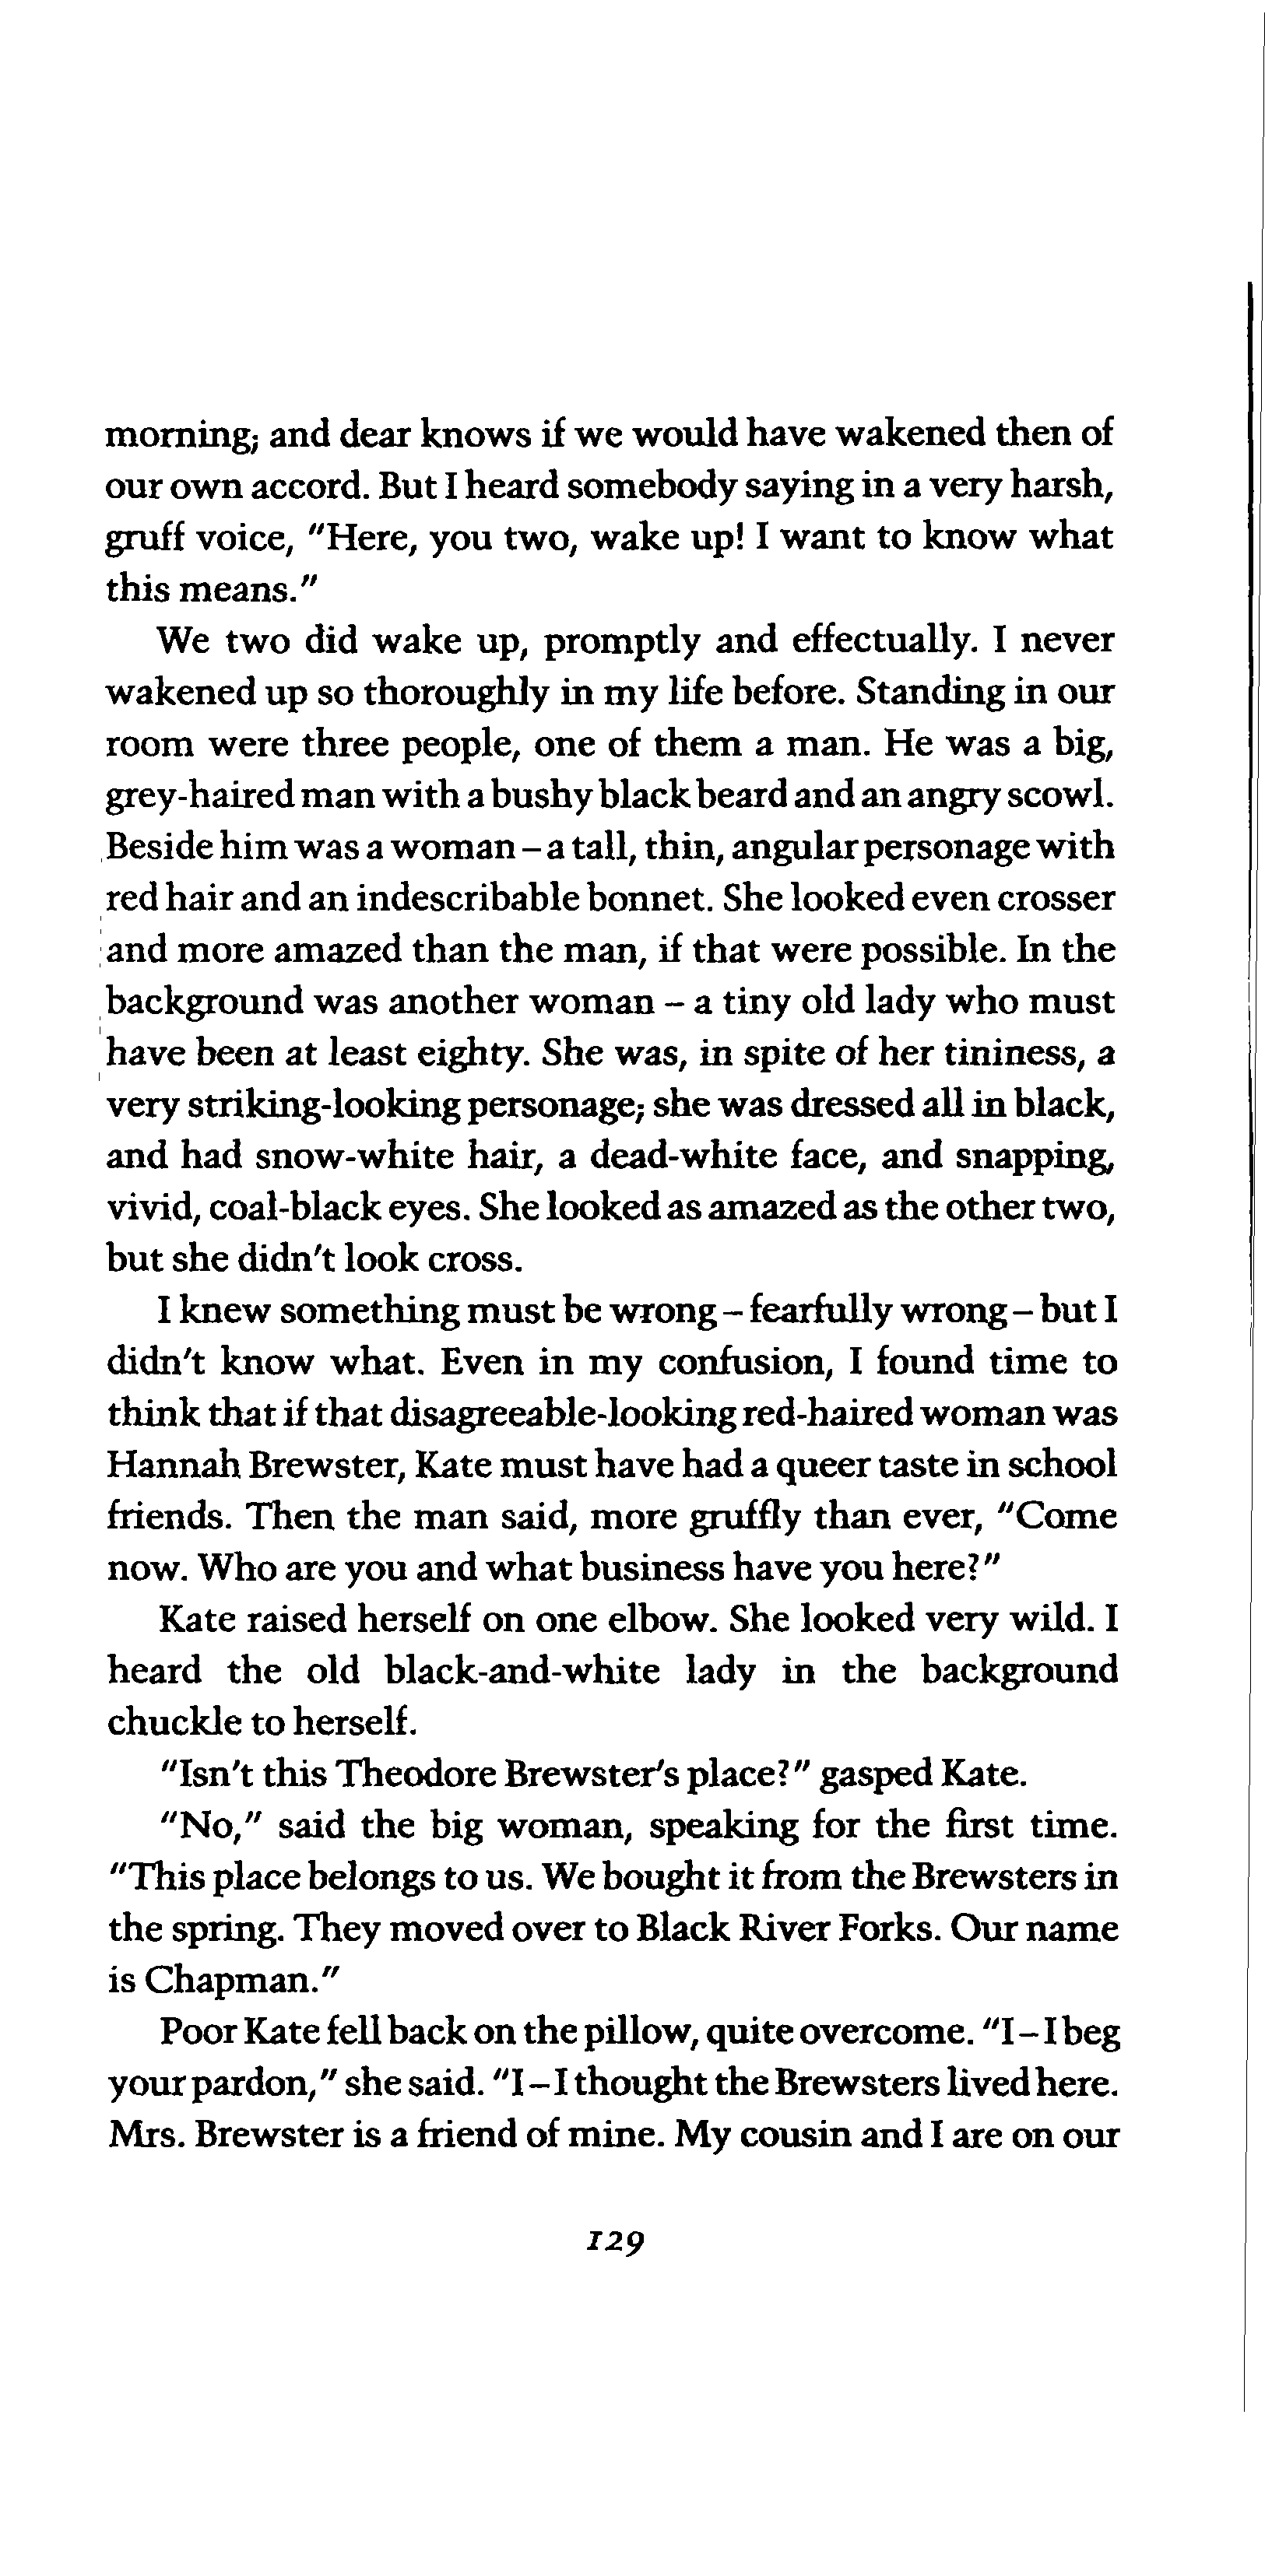 morning; and dear knows if we would have wakened then of
our own accord. But I heard somebody saying in a very harsh,
gruff voice, "Here, you two, wake up! I want to know what
this means."
We two did wake up, promptly and effectually. I never
wakened up so thoroughly in my life before. Standing in our
room were three people, one of them a man. He was a big,
grey-haired man with a bushy black beard and an angry scowl.
Beside him was a woman – a tall, thin, angular personage with
red hair and an indescribable bonnet. She looked even crosser
and more amazed than the man, if that were possible. In the
background was another woman – a tiny old lady who must
have been at least eighty. She was, in spite of her tininess, a
very striking-looking personage; she was dressed all in black,
and had snow-white hair, a dead-white face, and snapping,
vivid, coal-black eyes. She looked as amazed as the other two,
but she didn't look cross.
I knew something must be wrong – fearfully wrong – but I
didn't know what. Even in my confusion, I found time to
think that if that disagreeable-looking red-haired woman was
Hannah Brewster, Kate must have had a queer taste in school
friends. Then the man said, more gruffly than ever, "Come
now. Who are you and what business have you here?"
Kate raised herself on one elbow. She looked very wild. I
heard the old black-and-white lady in the background
chuckle to herself.
"Isn't this Theodore Brewster's place?" gasped Kate.
"No," said the big woman, speaking for the first time.
"This place belongs to us. We bought it from the Brewsters in
the spring. They moved over to Black River Forks. Our name
is Chapman."
Poor Kate fell back on the pillow, quite overcome. "I – I beg
your pardon," she said. "I – I thought the Brewsters lived here.
Mrs. Brewster is a friend of mine. My cousin and I are on our
129